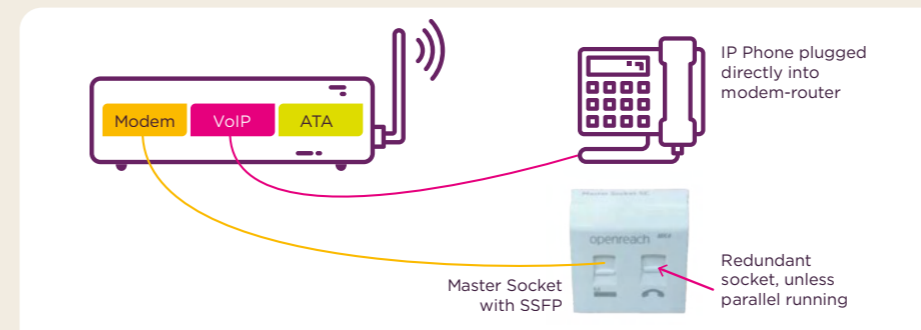 Modem
VoIP
ATA
IP Phone plugged
directly into
modem-router
openreach
Master Socket
with SSFP
Redundant
socket, unless
parallel running